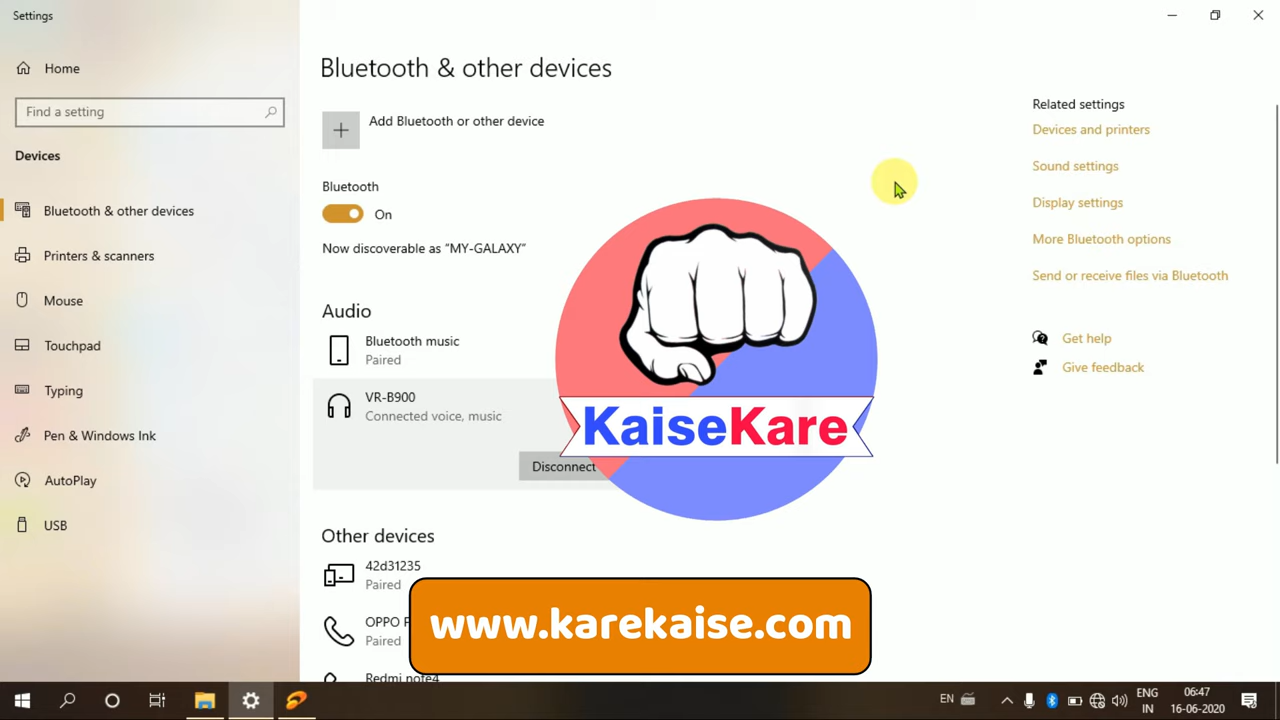 Settings
Home
Find a setting
Devices
Bluetooth & other devices
Printers & scanners
Mouse
Touchpad
Typing
Pen & Windows Ink
AutoPlay
USB
Bluetooth & other devices
Add Bluetooth or other device
Bluetooth
On
Now discoverable as “MY-GALAXY”
Audio
Bluetooth music
Paired
VR-B900
Connected voice, music
Disconnect
Other devices
42d31235
Paired
OPPO
Paired
Redmi note4
KaiseKare
www.karekaise.com
Related settings
Devices and printers
Sound settings
Display settings
More Bluetooth options
Send or receive files via Bluetooth
Get help
Give feedback
EN
ENG
IN
06:47
16-06-2020